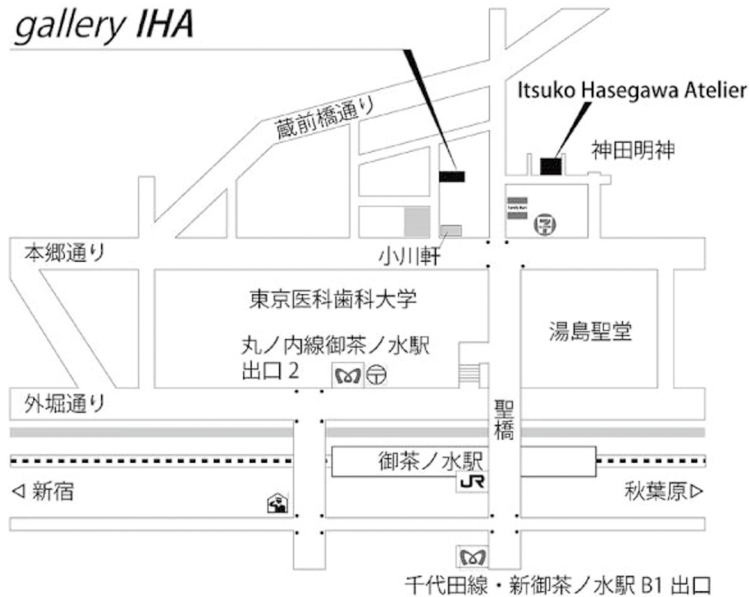 gallery IHA
Itsuko Hasegawa Atelier
蔵前橋通り
神田明神
本郷通り
小川軒
東京医科歯科大学
湯島聖堂
丸ノ内線御茶ノ水駅
出口 2
外堀通り
聖橋
御茶ノ水駅
JR
◁ 新宿
秋葉原▷
千代田線・新御茶ノ水駅 B1 出口